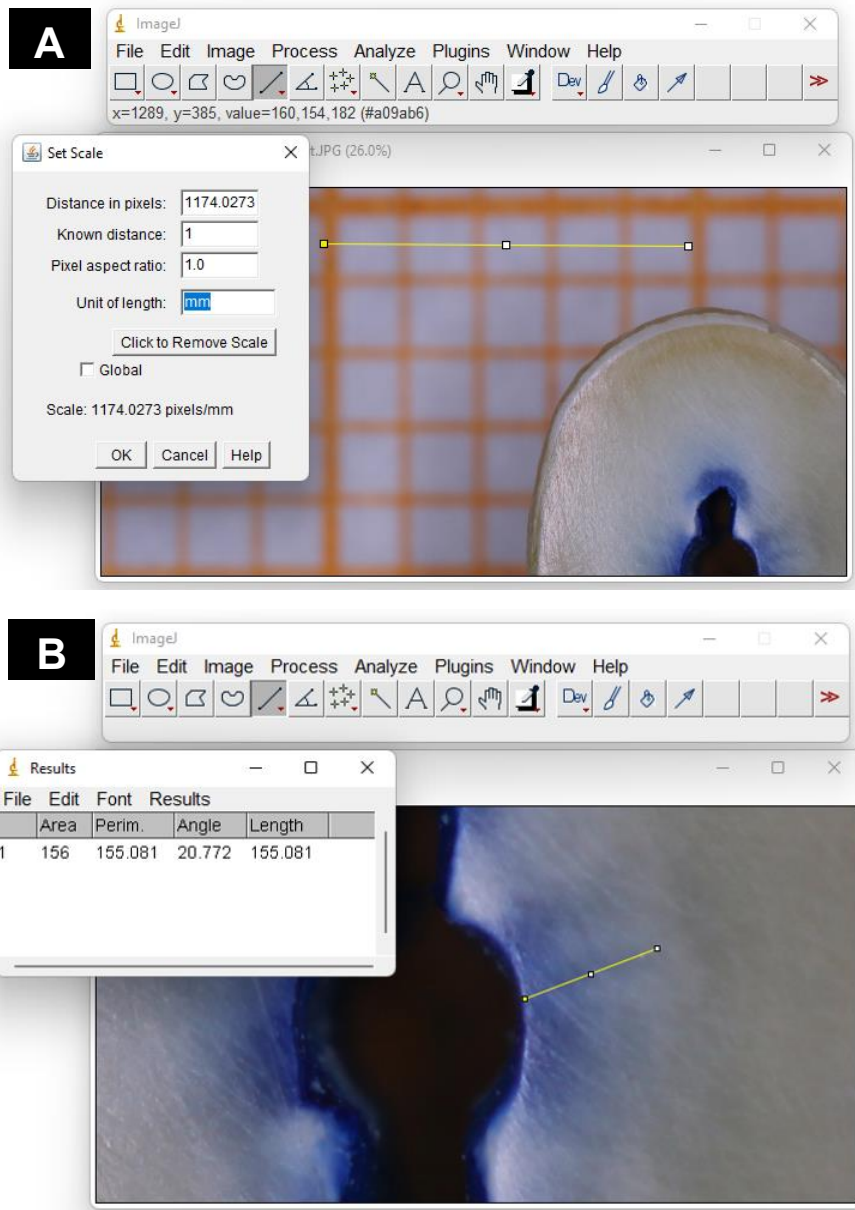 A
ImageJ
File Edit Image Process Analyze Plugins Window Help
A Dev >>
x=1289, y=385, value=160,154,182 (#a09ab6)
Set Scale
t.JPG (26.0%)
Distance in pixels: 1174.0273
Known distance: 1
Pixel aspect ratio: 1.0
Unit of length: mm
Click to Remove Scale
Global
Scale: 1174.0273 pixels/mm
OK Cancel Help
B
ImageJ
File Edit Image Process Analyze Plugins Window Help
A Dev >>
Results
File Edit Font Results
Area Perim. Angle Length
1 156 155.081 20.772 155.081